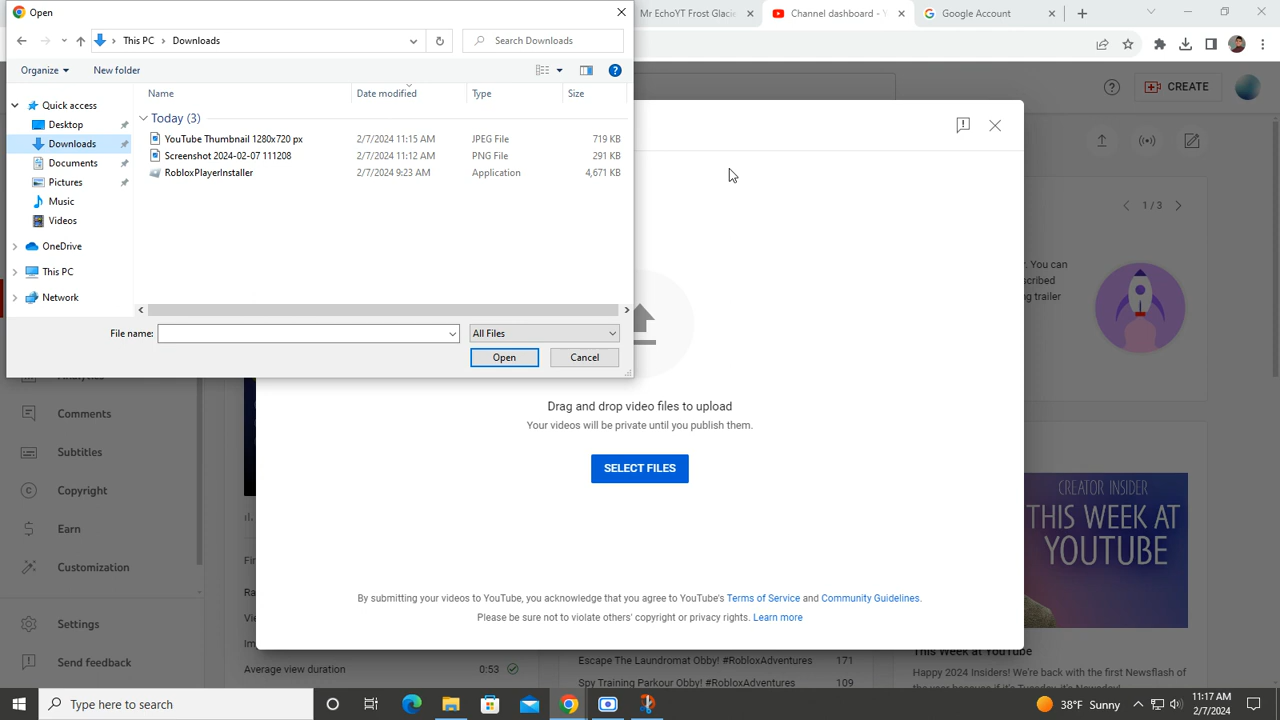 Open
Mr EchoYT Frost Glacie
Channel dashboard - Y
Google Account
This PC
Downloads
Search Downloads
Organize
New folder
CREATE
Name
Date modified
Type
Size
Quick access
Desktop
Downloads
Documents
Pictures
Music
Videos
OneDrive
This PC
Network
Today (3)
YouTube Thumbnail 1280x720 px
2/7/2024 11:15 AM
JPEG File
719 KB
Screenshot 2024-02-07 111208
2/7/2024 11:12 AM
PNG File
291 KB
RobloxPlayerInstaller
2/7/2024 9:23 AM
Application
4,671 KB
File name:
All Files
Open
Cancel
1 / 3
. You can
scribed
ng trailer
Drag and drop video files to upload
Your videos will be private until you publish them.
SELECT FILES
By submitting your videos to YouTube, you acknowledge that you agree to YouTube's Terms of Service and Community Guidelines.
Please be sure not to violate others' copyright or privacy rights. Learn more
Comments
Subtitles
Copyright
Earn
Customization
Settings
Send feedback
Average view duration
0:53
Escape The Laundromat Obby! #RobloxAdventures
171
Spy Training Parkour Obby! #RobloxAdventures
109
CREATOR INSIDER
THIS WEEK AT
YOUTUBE
This Week at YouTube
Happy 2024 Insiders! We're back with the first Newsflash of
Type here to search
38°F Sunny
11:17 AM
2/7/2024